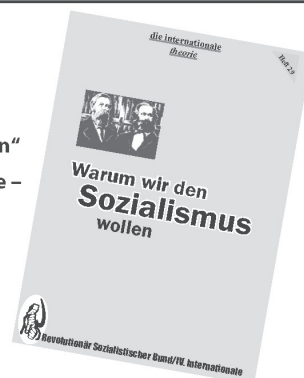 die internationale
theorie
Heft 29
n“
e –
Warum wir den
Sozialismus
wollen
Revolutionär Sozialistischer Bund/IV. Internationale